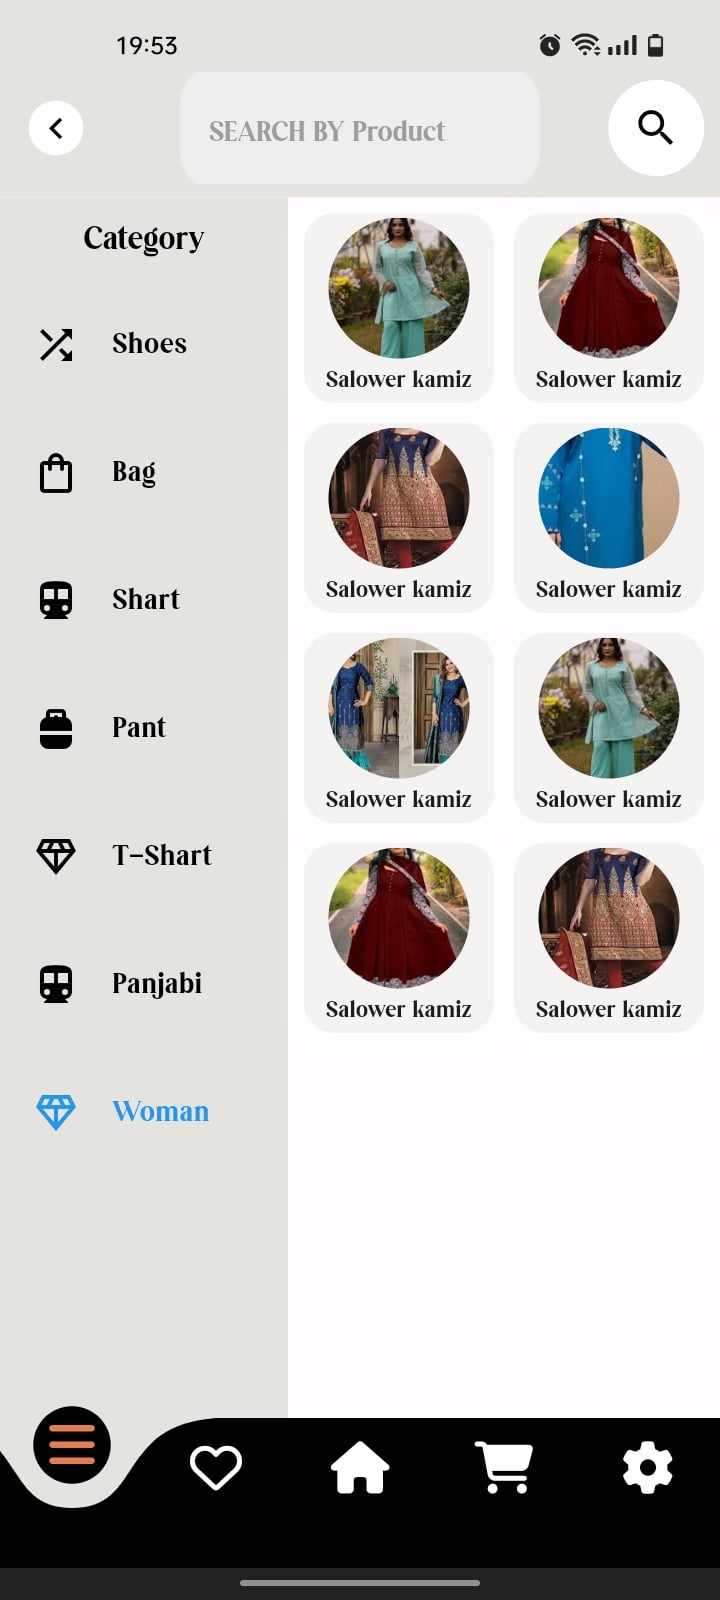 19:53
SEARCH BY Product
Category
Shoes
Bag
Shart
Pant
T-Shart
Panjabi
Woman
Salower kamiz
Salower kamiz
Salower kamiz
Salower kamiz
Salower kamiz
Salower kamiz
Salower kamiz
Salower kamiz